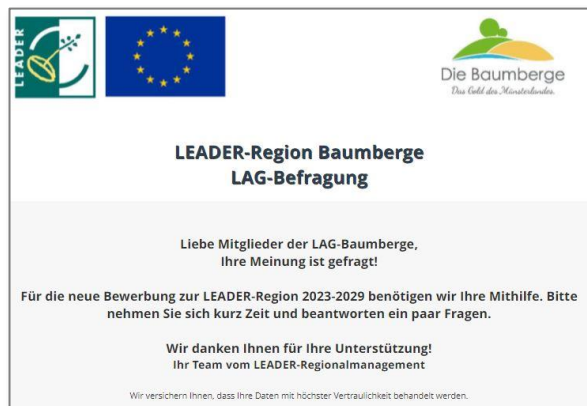 LEADER
Die Baumberge
Das Gold des Münsterlandes.
LEADER-Region Baumberge
LAG-Befragung
Liebe Mitglieder der LAG-Baumberge,
Ihre Meinung ist gefragt!
Für die neue Bewerbung zur LEADER-Region 2023-2029 benötigen wir Ihre Mithilfe. Bitte
nehmen Sie sich kurz Zeit und beantworten ein paar Fragen.
Wir danken Ihnen für Ihre Unterstützung!
Ihr Team vom LEADER-Regionalmanagement
Wir versichern Ihnen, dass Ihre Daten mit höchster Vertraulichkeit behandelt werden.